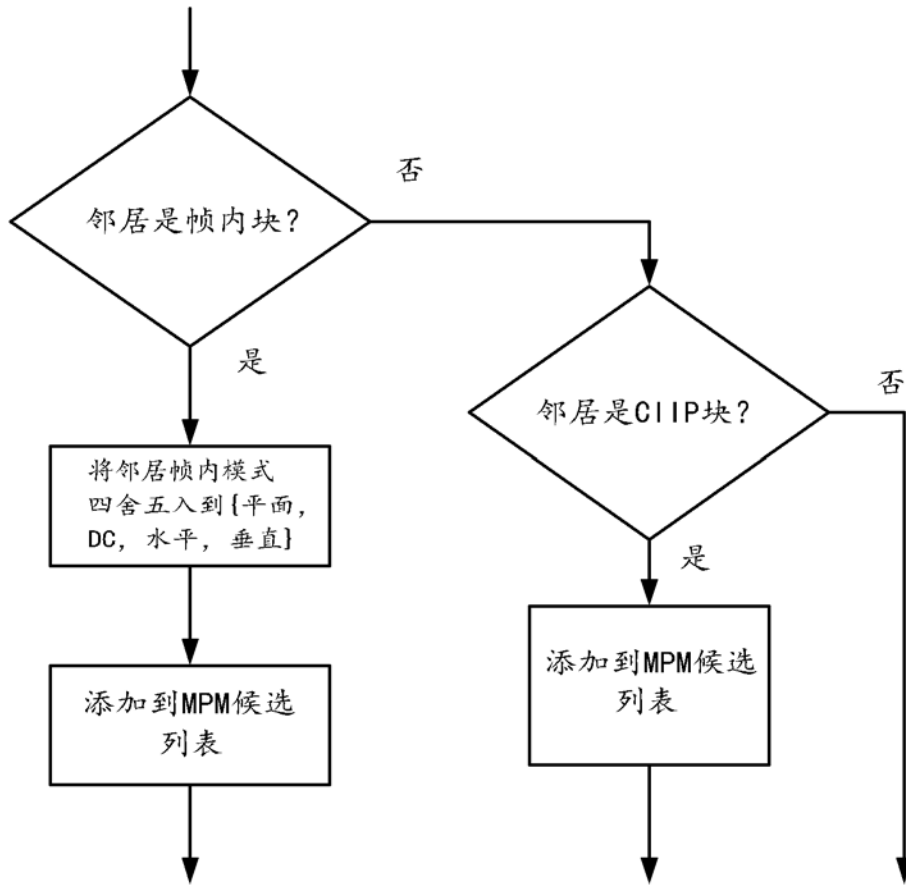 否
邻居是帧内块?
是
将邻居帧内模式
四舍五入到{平面,
DC, 水平, 垂直}
添加到MPM候选
列表
否
邻居是CIIP块?
是
添加到MPM候选
列表